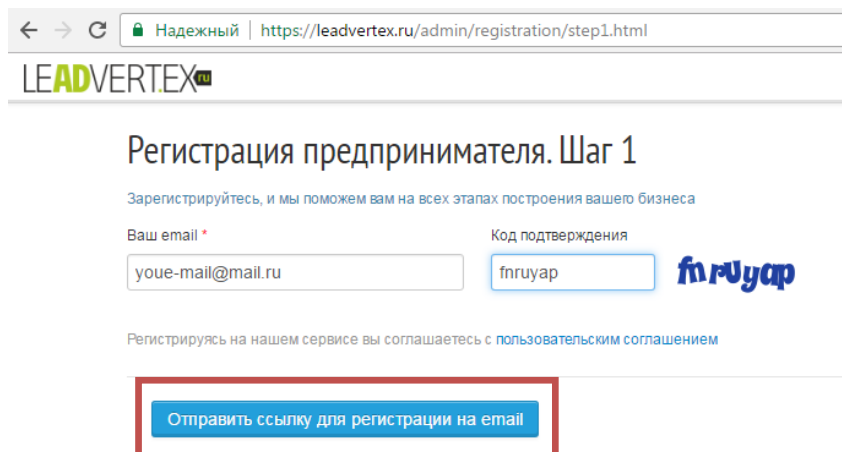 Надежный | https://leadvertex.ru/admin/registration/step1.html
LEADVERTEX ru
Регистрация предпринимателя. Шаг 1
Зарегистрируйтесь, и мы поможем вам на всех этапах построения вашего бизнеса
Ваш email * Код подтверждения
youe-mail@mail.ru fnruyap fnruyap
Регистрируясь на нашем сервисе вы соглашаетесь с пользовательским соглашением
Отправить ссылку для регистрации на email